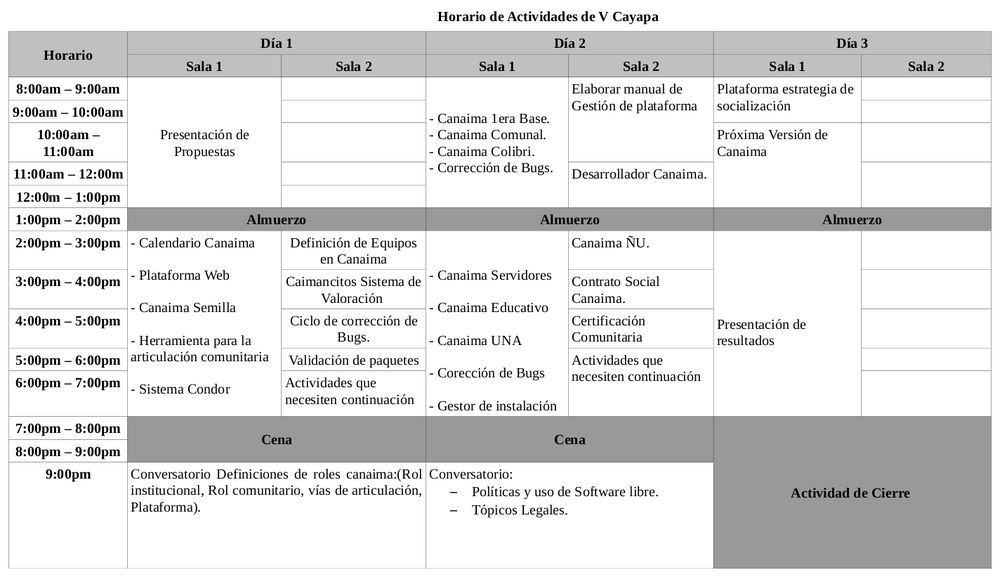 Horario de Actividades de V Cayapa
Horario
Día 1
Día 2
Día 3
Sala 1
Sala 2
Sala 1
Sala 2
Sala 1
Sala 2
8:00am – 9:00am
9:00am – 10:00am
10:00am –
11:00am
11:00am – 12:00m
12:00m – 1:00pm
Presentación de
Propuestas
- Canaima 1era Base.
- Canaima Comunal.
- Canaima Colibri.
- Corrección de Bugs.
Elaborar manual de
Gestión de plataforma
Desarrollador Canaima.
Plataforma estrategia de
socialización
Próxima Versión de
Canaima
1:00pm – 2:00pm
Almuerzo
Almuerzo
Almuerzo
2:00pm – 3:00pm
3:00pm – 4:00pm
4:00pm – 5:00pm
5:00pm – 6:00pm
6:00pm – 7:00pm
- Calendario Canaima
- Plataforma Web
- Canaima Semilla
- Herramienta para la
articulación comunitaria
- Sistema Condor
Definición de Equipos
en Canaima
Caimancitos Sistema de
Valoración
Ciclo de corrección de
Bugs.
Validación de paquetes
Actividades que
necesiten continuación
- Canaima Servidores
- Canaima Educativo
- Canaima UNA
- Corección de Bugs
- Gestor de instalación
Canaima ÑU.
Contrato Social
Canaima.
Certificación
Comunitaria
Actividades que
necesiten continuación
Presentación de
resultados
7:00pm – 8:00pm
8:00pm – 9:00pm
Cena
Cena
Actividad de Cierre
9:00pm
Conversatorio Definiciones de roles canaima:(Rol
institucional, Rol comunitario, vías de articulación,
Plataforma).
Conversatorio:
– Políticas y uso de Software libre.
– Tópicos Legales.